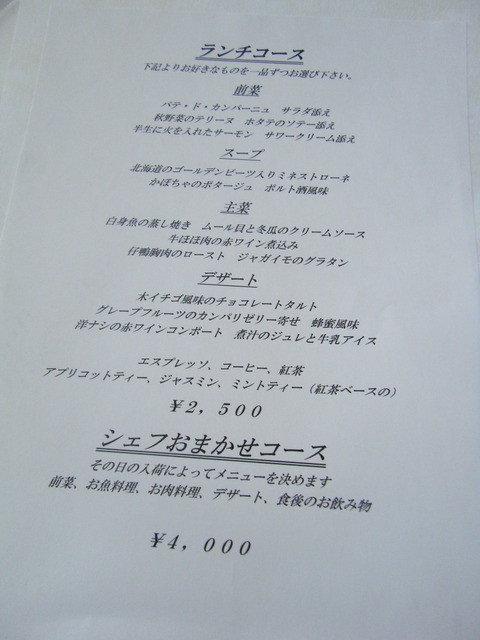 ランチコース
下記よりお好きなものを一品ずつお選び下さい。
前菜
パテ・ド・カンパーニュ　サラダ添え
秋野菜のテリーヌ　ホタテのソテー添え
半生に火を入れたサーモン　サワークリーム添え
スープ
北海道のゴールデンビーツ入りミネストローネ
かぼちゃのポタージュ　ポルト酒風味
主菜
白身魚の蒸し焼き　ムール貝と冬瓜のクリームソース
牛ほほ肉の赤ワイン煮込み
仔鴨胸肉のロースト　ジャガイモのグラタン
デザート
木イチゴ風味のチョコレートタルト
グレープフルーツのカンパリゼリー寄せ　蜂蜜風味
洋ナシの赤ワインコンポート　煮汁のジュレと牛乳アイス
エスプレッソ、コーヒー、紅茶
アプリコットティー、ジャスミン、ミントティー（紅茶ベースの）
￥2，500
シェフおまかせコース
その日の入荷によってメニューを決めます
前菜、お魚料理、お肉料理、デザート、食後のお飲み物
￥4，000